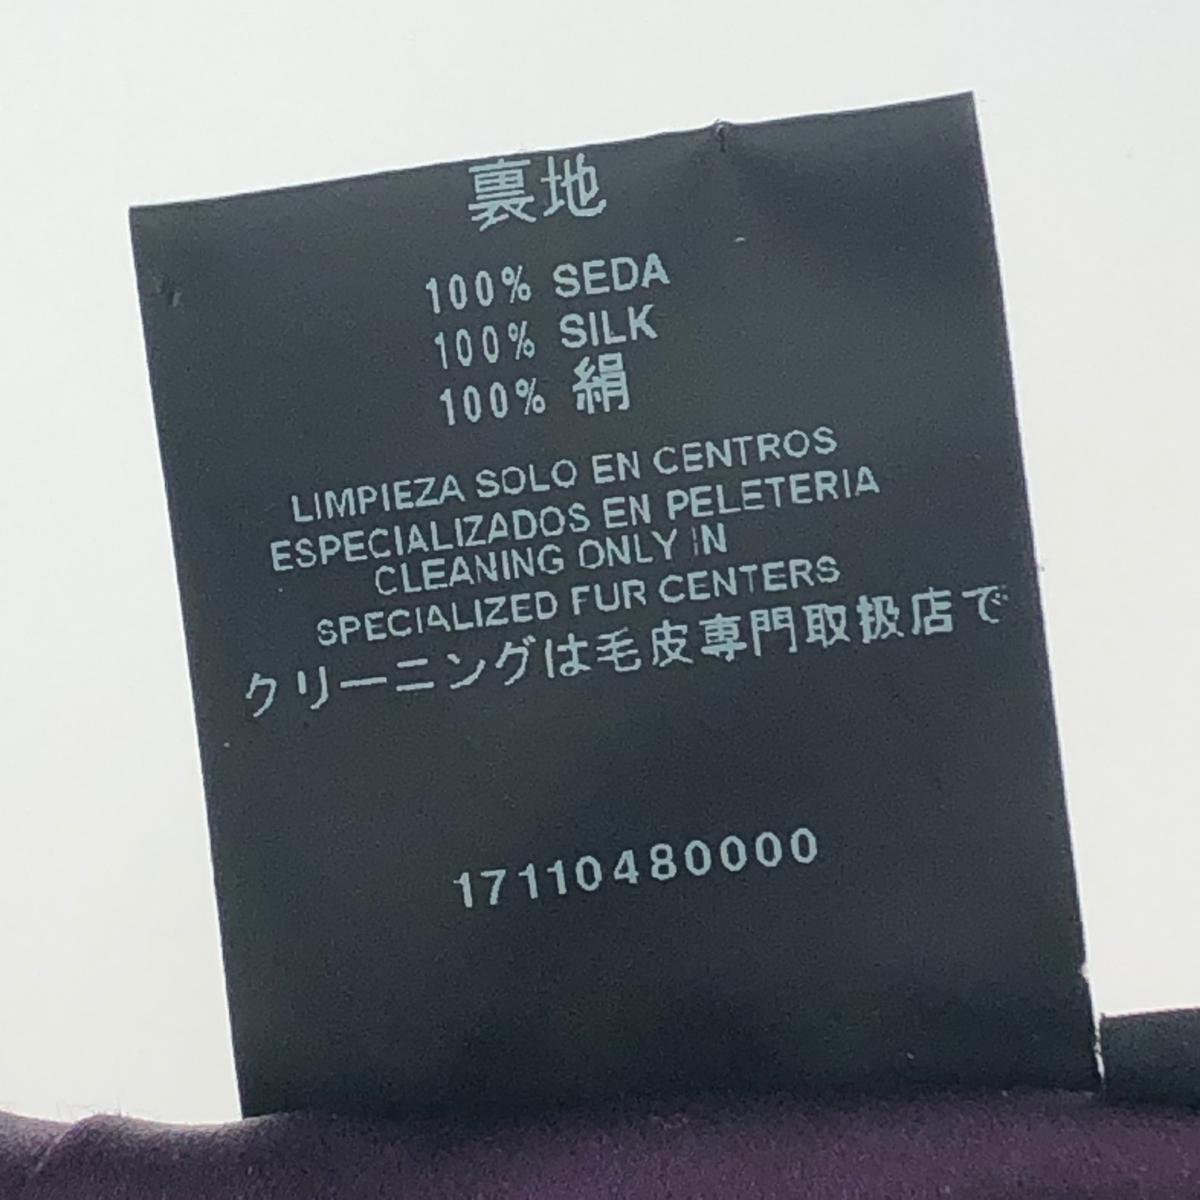 裏地
100% SEDA
100% SILK
100% 絹
LIMPIEZA SOLO EN CENTROS
ESPECIALIZADOS EN PELETERIA
CLEANING ONLY IN
SPECIALIZED FUR CENTERS
クリーニングは毛皮専門取扱店で
17110480000